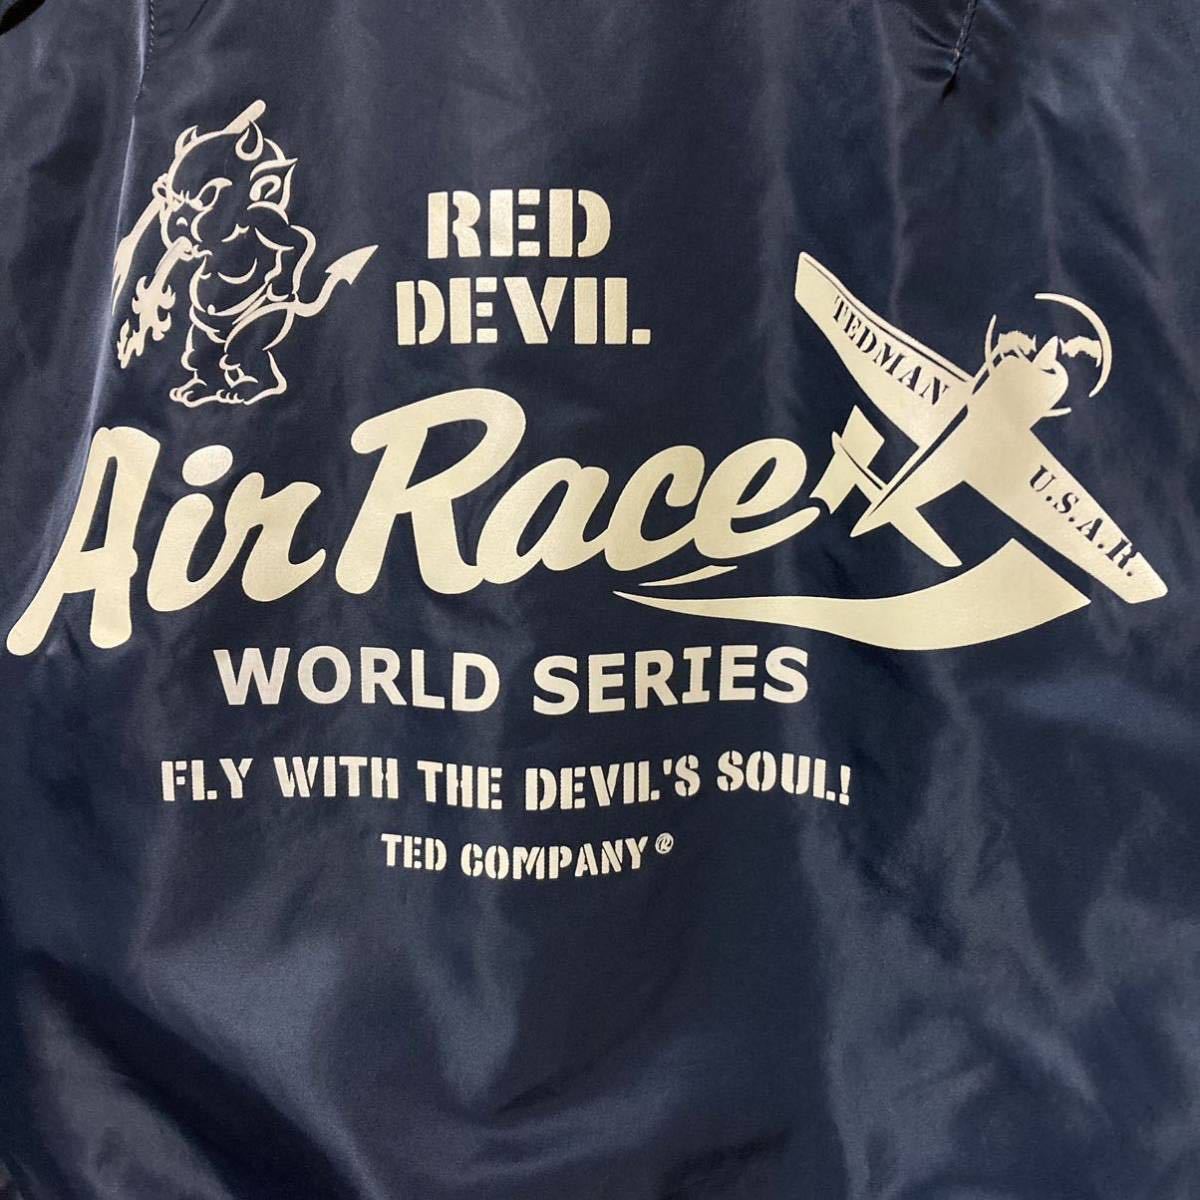 RED
DEVIL
TEDMAN
U.S.A.R.
Air Race
WORLD SERIES
FLY WITH THE DEVIL'S SOUL!
TED COMPANY®